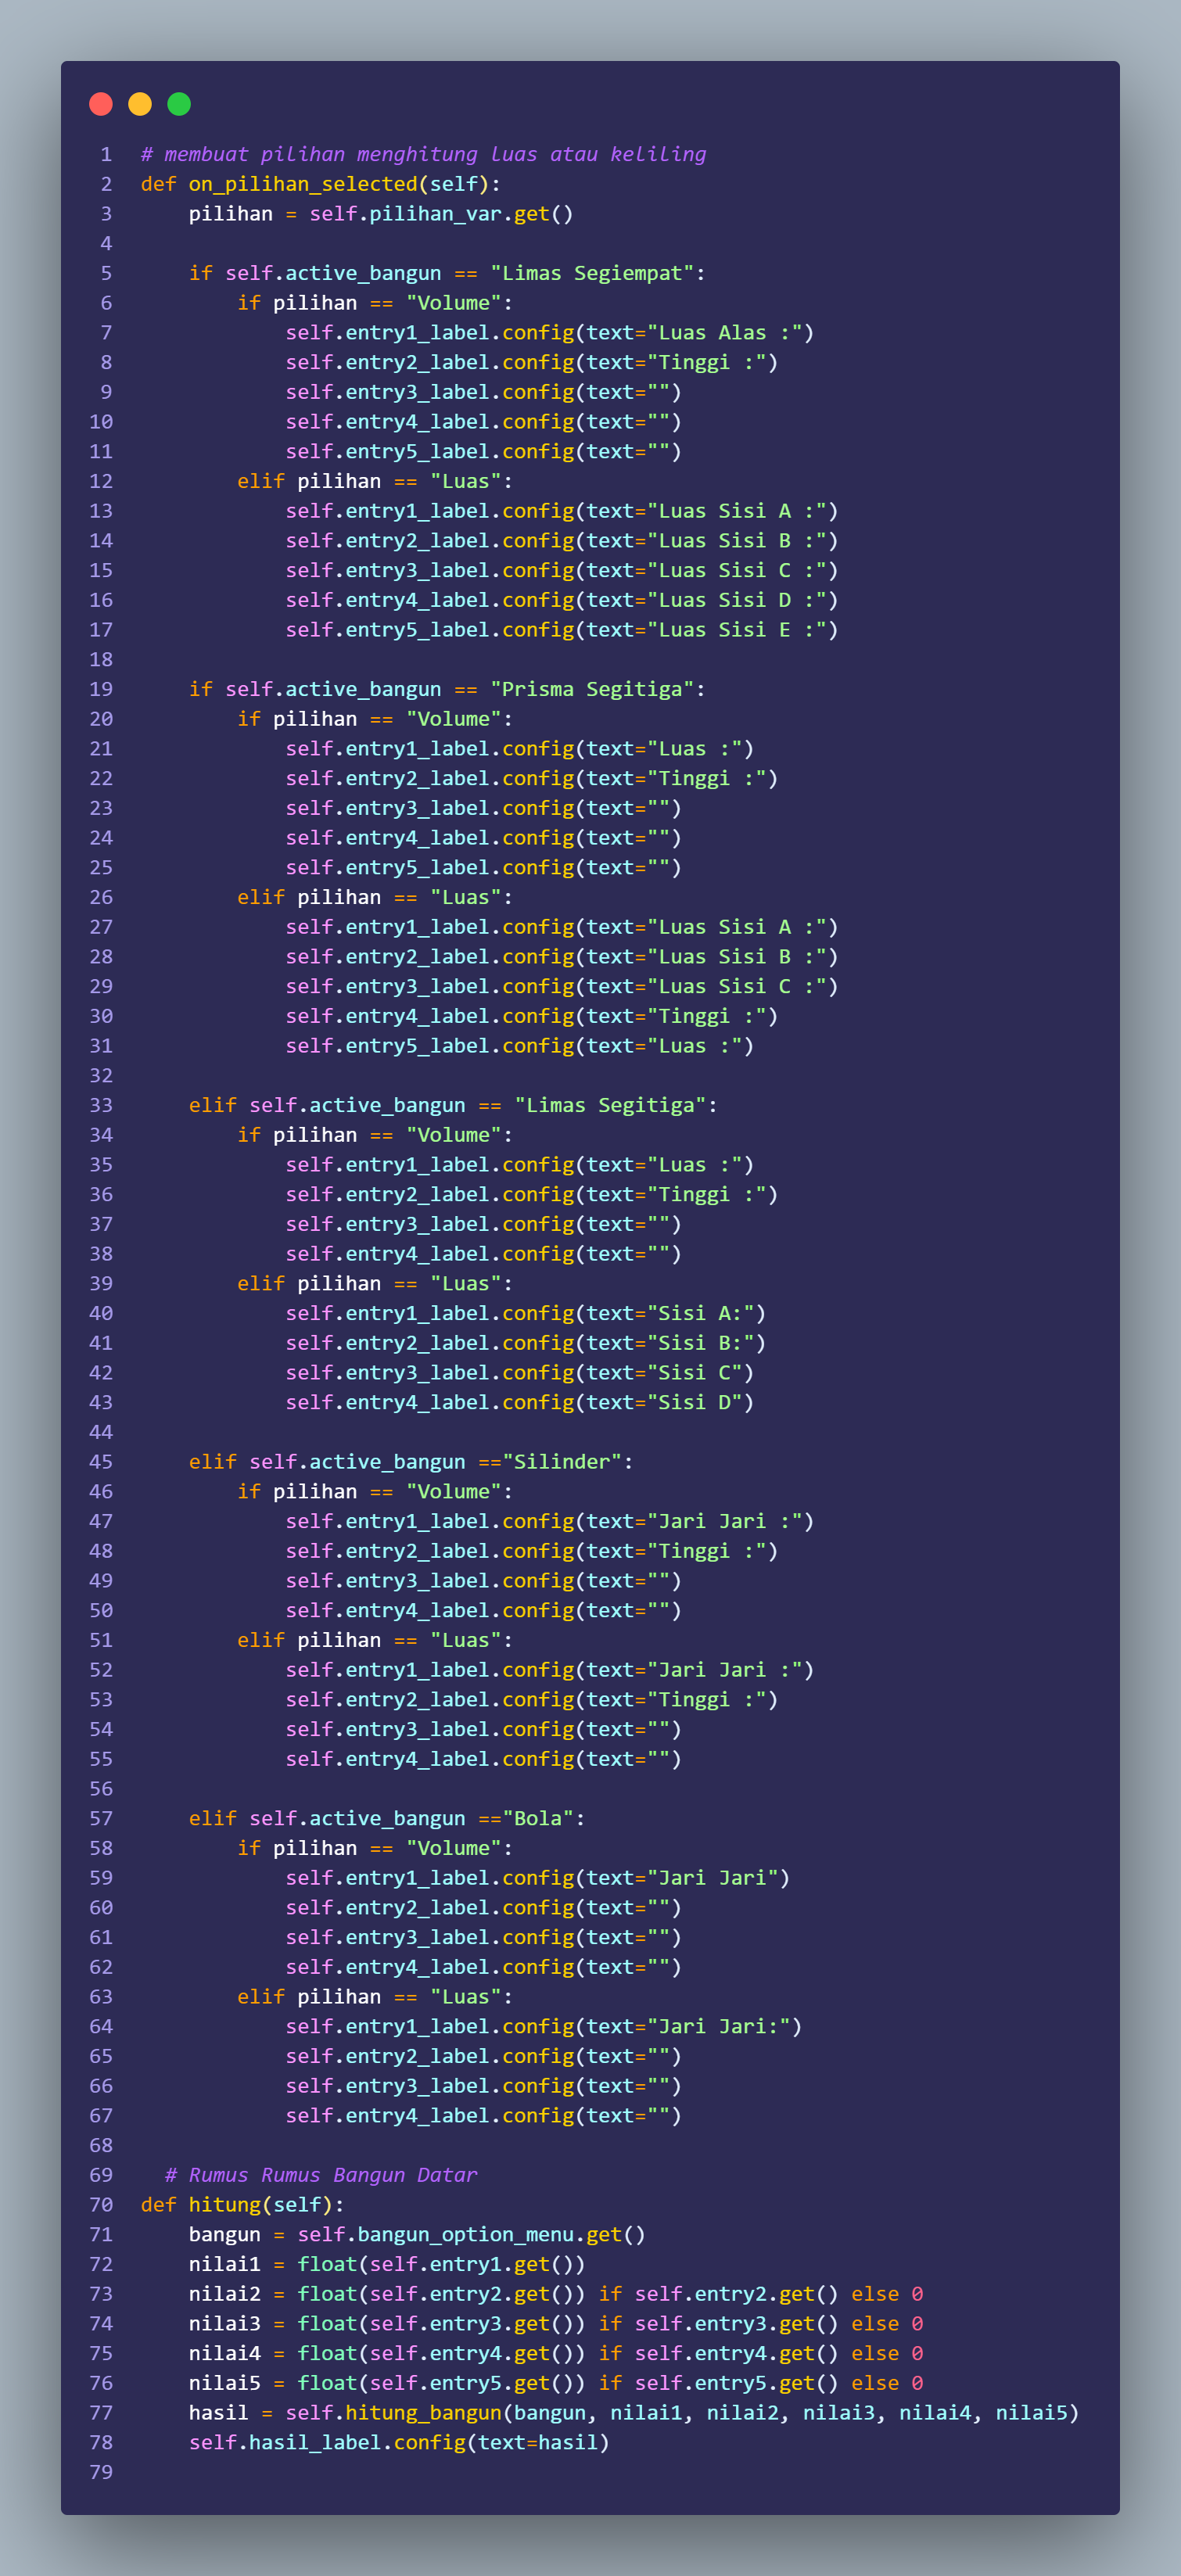 1 # membuat pilihan menghitung luas atau keliling
2 def on_pilihan_selected(self):
3     pilihan = self.pilihan_var.get()
4
5     if self.active_bangun == "Limas Segiempat":
6         if pilihan == "Volume":
7             self.entry1_label.config(text="Luas Alas :")
8             self.entry2_label.config(text="Tinggi :")
9             self.entry3_label.config(text="")
10             self.entry4_label.config(text="")
11             self.entry5_label.config(text="")
12         elif pilihan == "Luas":
13             self.entry1_label.config(text="Luas Sisi A :")
14             self.entry2_label.config(text="Luas Sisi B :")
15             self.entry3_label.config(text="Luas Sisi C :")
16             self.entry4_label.config(text="Luas Sisi D :")
17             self.entry5_label.config(text="Luas Sisi E :")
18
19     if self.active_bangun == "Prisma Segitiga":
20         if pilihan == "Volume":
21             self.entry1_label.config(text="Luas :")
22             self.entry2_label.config(text="Tinggi :")
23             self.entry3_label.config(text="")
24             self.entry4_label.config(text="")
25             self.entry5_label.config(text="")
26         elif pilihan == "Luas":
27             self.entry1_label.config(text="Luas Sisi A :")
28             self.entry2_label.config(text="Luas Sisi B :")
29             self.entry3_label.config(text="Luas Sisi C :")
30             self.entry4_label.config(text="Tinggi :")
31             self.entry5_label.config(text="Luas :")
32
33     elif self.active_bangun == "Limas Segitiga":
34         if pilihan == "Volume":
35             self.entry1_label.config(text="Luas :")
36             self.entry2_label.config(text="Tinggi :")
37             self.entry3_label.config(text="")
38             self.entry4_label.config(text="")
39         elif pilihan == "Luas":
40             self.entry1_label.config(text="Sisi A:")
41             self.entry2_label.config(text="Sisi B:")
42             self.entry3_label.config(text="Sisi C")
43             self.entry4_label.config(text="Sisi D")
44
45     elif self.active_bangun =="Silinder":
46         if pilihan == "Volume":
47             self.entry1_label.config(text="Jari Jari :")
48             self.entry2_label.config(text="Tinggi :")
49             self.entry3_label.config(text="")
50             self.entry4_label.config(text="")
51         elif pilihan == "Luas":
52             self.entry1_label.config(text="Jari Jari :")
53             self.entry2_label.config(text="Tinggi :")
54             self.entry3_label.config(text="")
55             self.entry4_label.config(text="")
56
57     elif self.active_bangun =="Bola":
58         if pilihan == "Volume":
59             self.entry1_label.config(text="Jari Jari")
60             self.entry2_label.config(text="")
61             self.entry3_label.config(text="")
62             self.entry4_label.config(text="")
63         elif pilihan == "Luas":
64             self.entry1_label.config(text="Jari Jari:")
65             self.entry2_label.config(text="")
66             self.entry3_label.config(text="")
67             self.entry4_label.config(text="")
68
69   # Rumus Rumus Bangun Datar
70 def hitung(self):
71     bangun = self.bangun_option_menu.get()
72     nilai1 = float(self.entry1.get())
73     nilai2 = float(self.entry2.get()) if self.entry2.get() else 0
74     nilai3 = float(self.entry3.get()) if self.entry3.get() else 0
75     nilai4 = float(self.entry4.get()) if self.entry4.get() else 0
76     nilai5 = float(self.entry5.get()) if self.entry5.get() else 0
77     hasil = self.hitung_bangun(bangun, nilai1, nilai2, nilai3, nilai4, nilai5)
78     self.hasil_label.config(text=hasil)
79